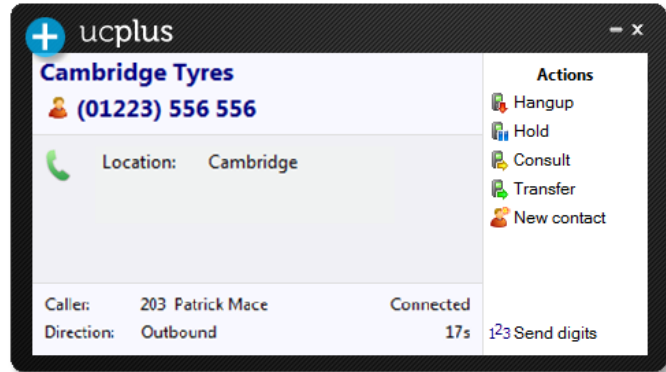 ucplus
Cambridge Tyres
(01223) 556 556
Location: Cambridge
Caller: 203 Patrick Mace Connected
Direction: Outbound 17s
Actions
Hangup
Hold
Consult
Transfer
New contact
123 Send digits